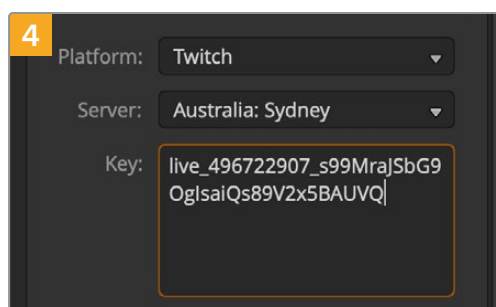 4
Platform: Twitch
Server: Australia: Sydney
Key: live_496722907_s99MraJSbG9
OgIsaiQs89V2x5BAUVQ